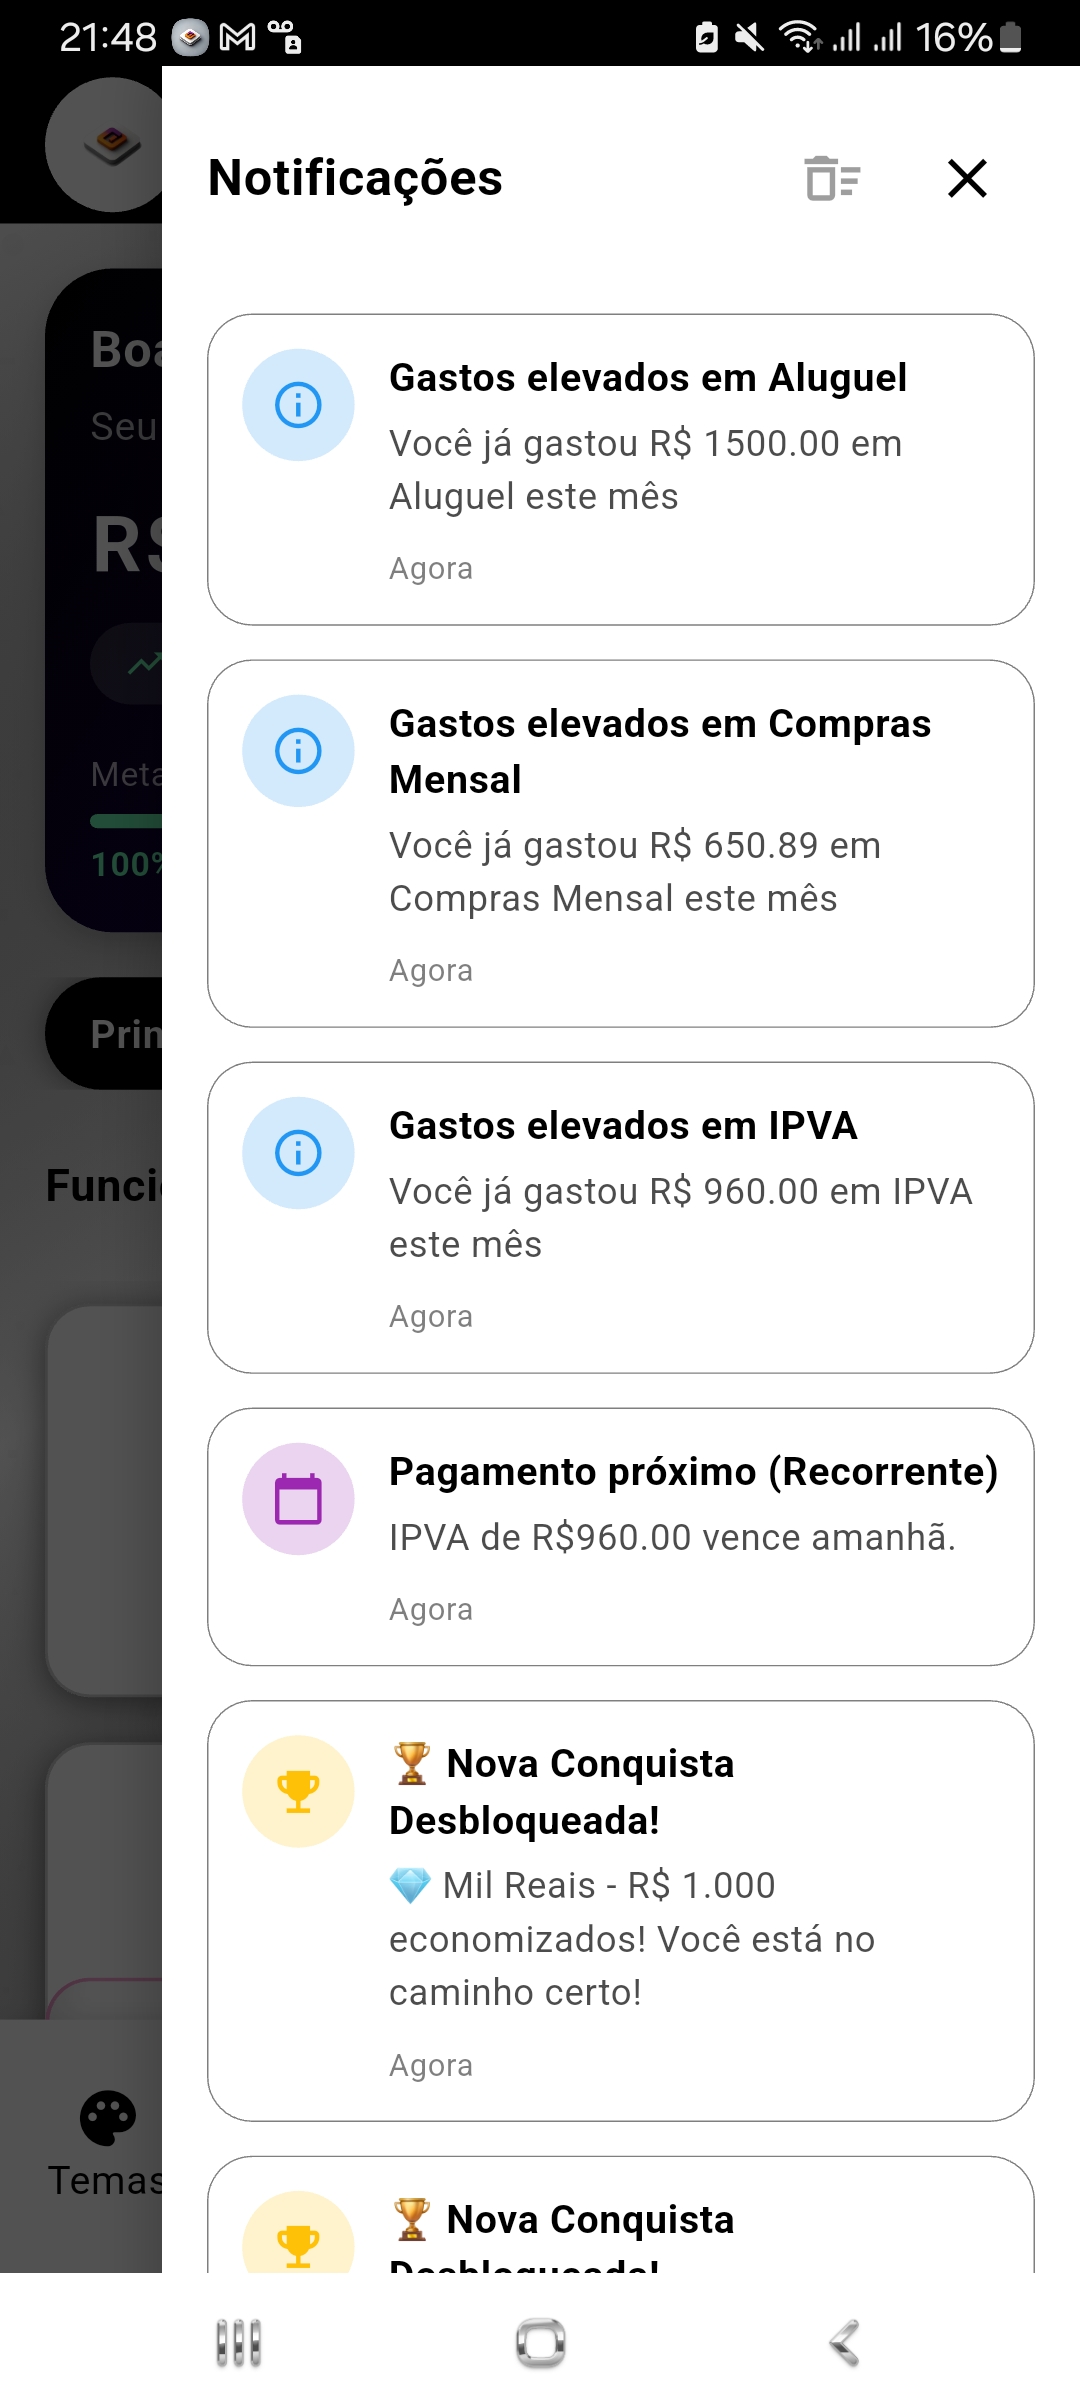 21:48
16%
Notificações
Boa
Seu
R$
Meta
100%
Prin
Funci
Temas
Gastos elevados em Aluguel
Você já gastou R$ 1500.00 em
Aluguel este mês
Agora
Gastos elevados em Compras
Mensal
Você já gastou R$ 650.89 em
Compras Mensal este mês
Agora
Gastos elevados em IPVA
Você já gastou R$ 960.00 em IPVA
este mês
Agora
Pagamento próximo (Recorrente)
IPVA de R$960.00 vence amanhã.
Agora
🏆 Nova Conquista
Desbloqueada!
💎 Mil Reais - R$ 1.000
economizados! Você está no
caminho certo!
Agora
🏆 Nova Conquista
Desbloqueada!